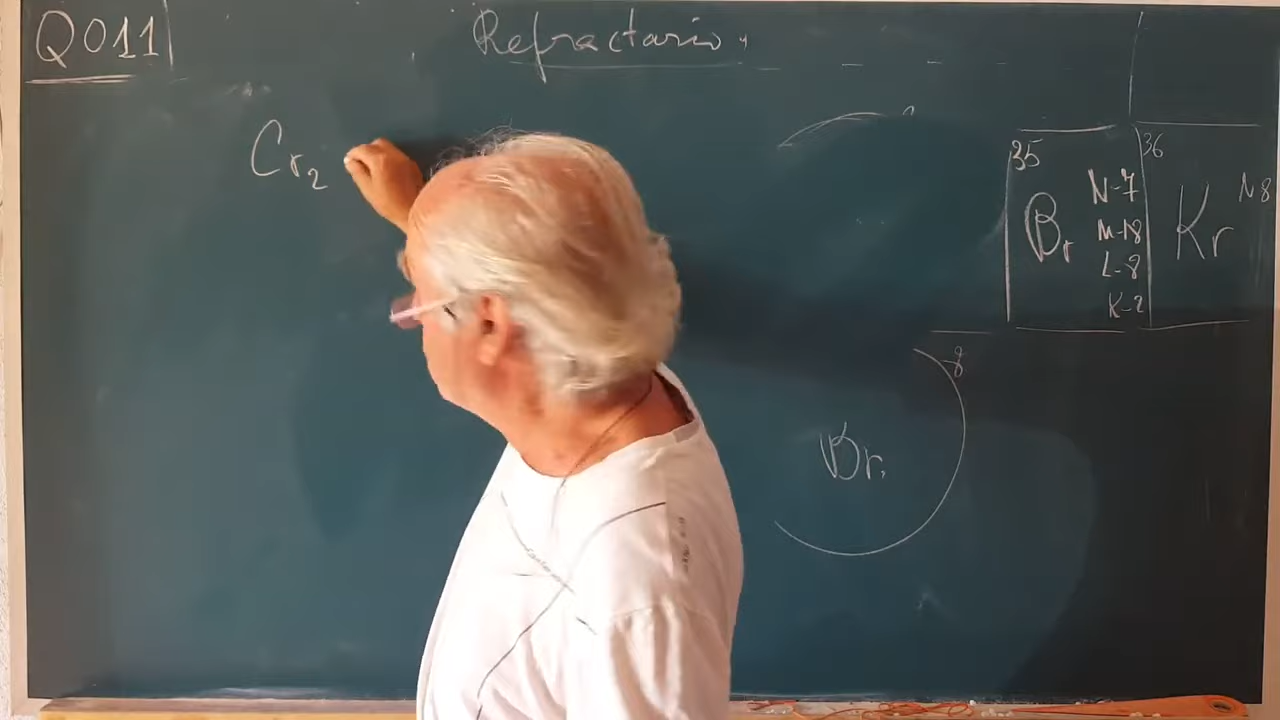 Q011
Refractario
Cr2
35
Br
N-7
M-18
L-8
K-2
36
Kr
N8
8
Br